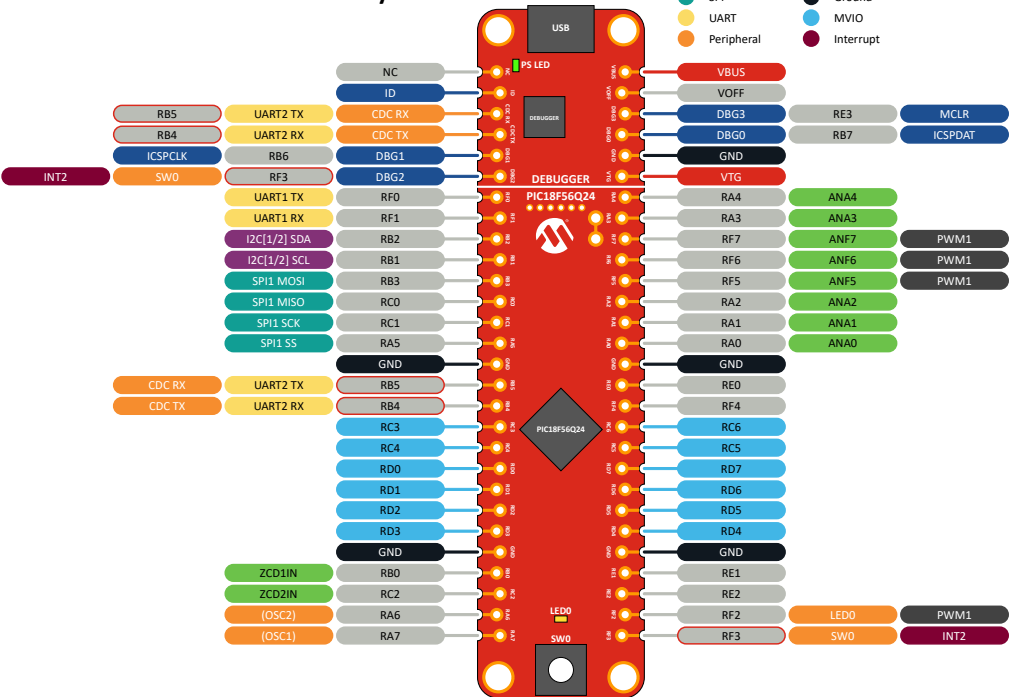 UART
MVIO
Peripheral
Interrupt
USB
PS LED
NC
VBUS
ID
VOFF
RB5 UART2 TX CDC RX
DEBUGGER
DBG3 RE3 MCLR
RB4 UART2 RX CDC TX
DBG0 RB7 ICSPDAT
ICSPCLK RB6 DBG1
GND
INT2 SW0 RF3 DBG2
DEBUGGER
VTG
PIC18F56Q24
UART1 TX RF0
RA4 ANA4
UART1 RX RF1
RA3 ANA3
I2C[1/2] SDA RB2
RF7 ANF7 PWM1
I2C[1/2] SCL RB1
RF6 ANF6 PWM1
SPI1 MOSI RB3
RF5 ANF5 PWM1
SPI1 MISO RC0
RA2 ANA2
SPI1 SCK RC1
RA1 ANA1
SPI1 SS RA5
RA0 ANA0
GND
GND
CDC RX UART2 TX RB5
RE0
CDC TX UART2 RX RB4
RF4
RC3
PIC18F56Q24
RC6
RC4
RC5
RD0
RD7
RD1
RD6
RD2
RD5
RD3
RD4
GND
GND
ZCD1IN RB0
RE1
ZCD2IN RC2
RE2
(OSC2) RA6
LED0
RF2 LED0 PWM1
(OSC1) RA7
SW0
RF3 SW0 INT2